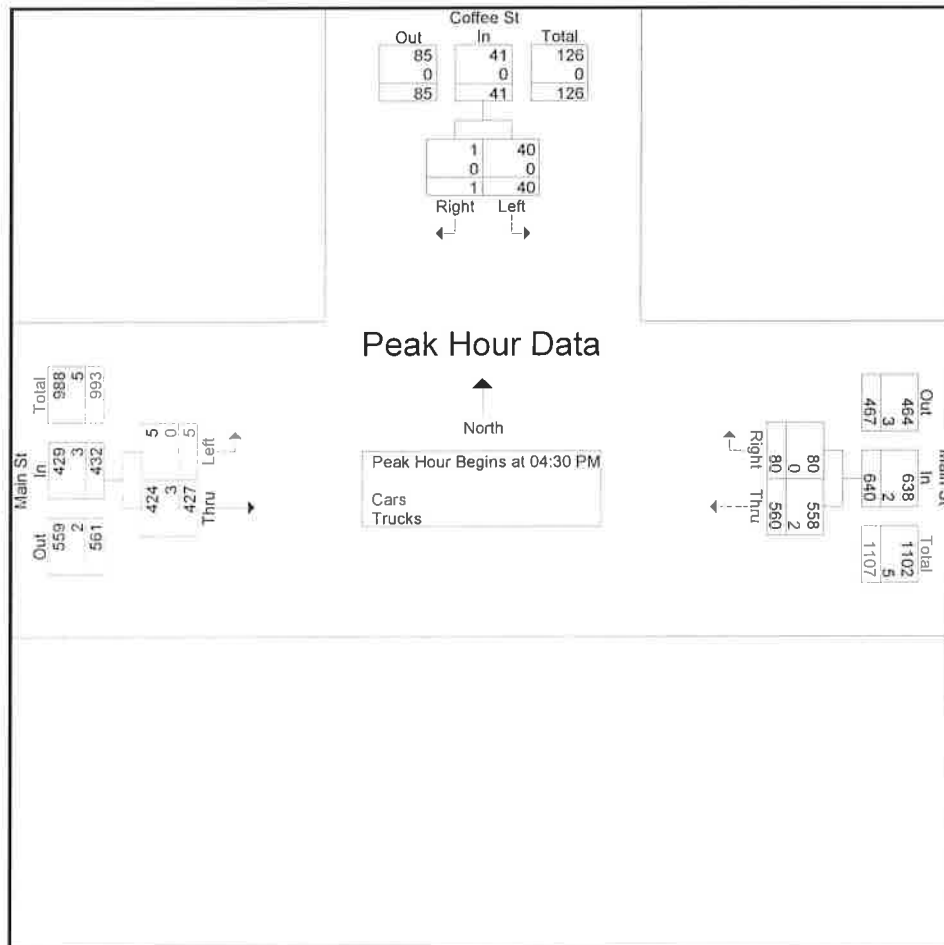 Coffee St
Out In Total
85 41 126
0 0 0
85 41 126
1 40
0 0
1 40
Right Left
Peak Hour Data
North
Peak Hour Begins at 04:30 PM
Cars
Trucks
Main St
Out In Total
559 429 988
2 3 5
561 432 993
Thru Left
424 5
3 0
427 5
Main St
Out In Total
464 638 1102
3 2 5
467 640 1107
80 558
0 2
80 560
Right Thru